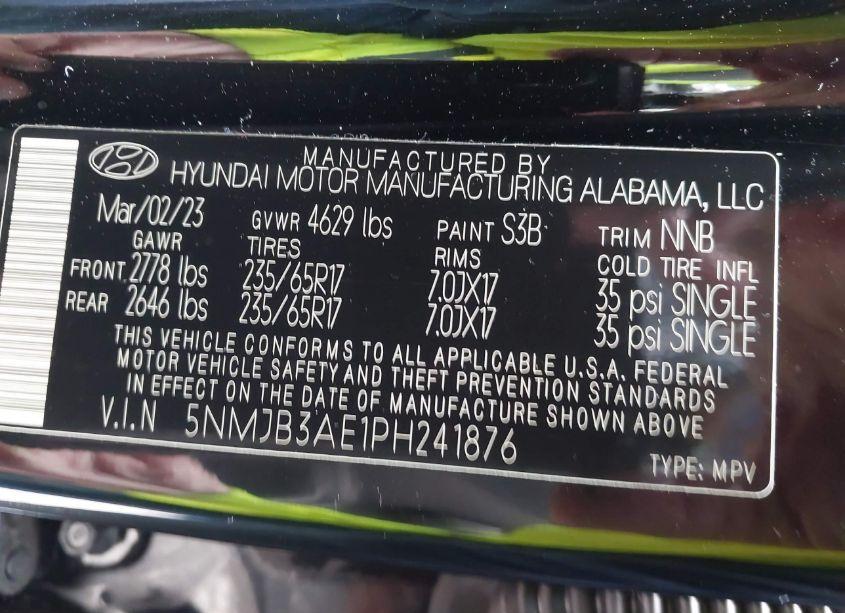 MANUFACTURED BY
HYUNDAI MOTOR MANUFACTURING ALABAMA, LLC
Mar/02/23 GVWR 4629 lbs PAINT S3B TRIM NNB
GAWR TIRES RIMS COLD TIRE INFL
FRONT 2778 lbs 235/65R17 7.0JX17 35 psi SINGLE
REAR 2646 lbs 235/65R17 7.0JX17 35 psi SINGLE
THIS VEHICLE CONFORMS TO ALL APPLICABLE U.S.A. FEDERAL
MOTOR VEHICLE SAFETY AND THEFT PREVENTION STANDARDS
IN EFFECT ON THE DATE OF MANUFACTURE SHOWN ABOVE
V.I.N 5NMJB3AE1PH241876
TYPE: MPV